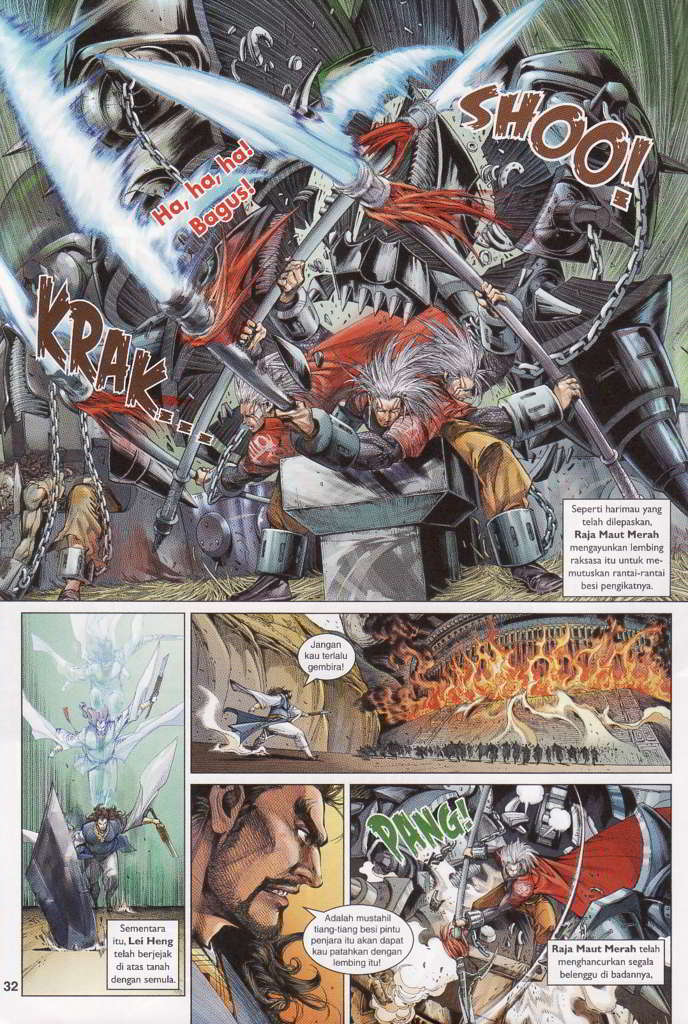 SHOO!
Ha, ha, ha!
Bagus!
KRAK...
Seperti harimau yang
telah dilepaskan,
Raja Maut Merah
mengayunkan lembing
raksasa itu untuk me-
mutuskan rantai-rantai
besi pengikatnya.
Jangan
kau terlalu
gembira!
Sementara
itu, Lei Heng
telah berjejak
di atas tanah
dengan semula.
Adalah mustahil
tiang-tiang besi pintu
penjara itu akan dapat
kau patahkan dengan
lembing itu!
PANG!
Raja Maut Merah telah
menghancurkan segala
belenggu di badannya,
32